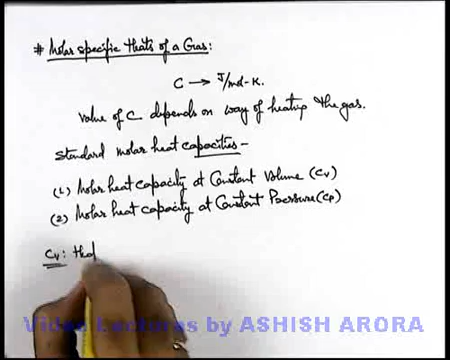 # Molar specific Heats of a Gas:
C → J/mol-K.
Value of C depends on way of heating the gas.
Standard molar heat capacities -
(1) Molar heat capacity at Constant Volume (Cv)
(2) Molar heat capacity at Constant Pressure (Cp)
Cv: Hea
Video Lectures by ASHISH ARORA